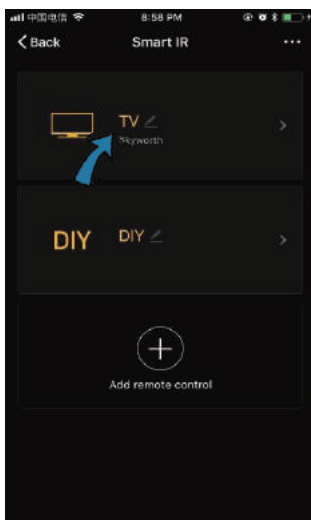 中国电信 8:58 PM
Back Smart IR
TV
Skyworth
DIY DIY
Add remote control